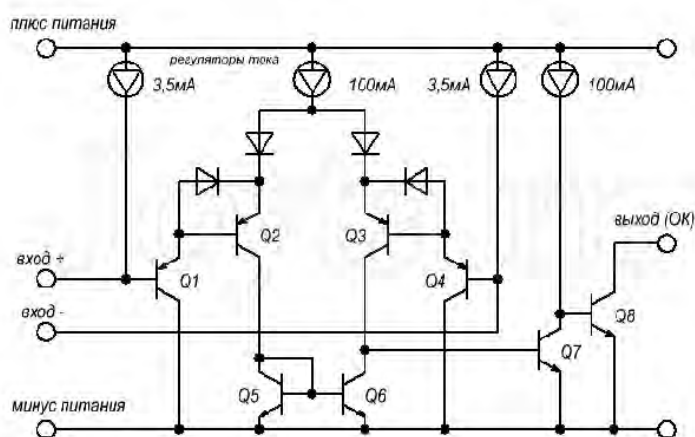 плюс питания
регуляторы тока
3,5мА
100мА
3,5мА
100мА
Q2
Q3
выход (ОК)
вход +
Q1
Q4
Q8
вход -
Q7
Q5
Q6
минус питания